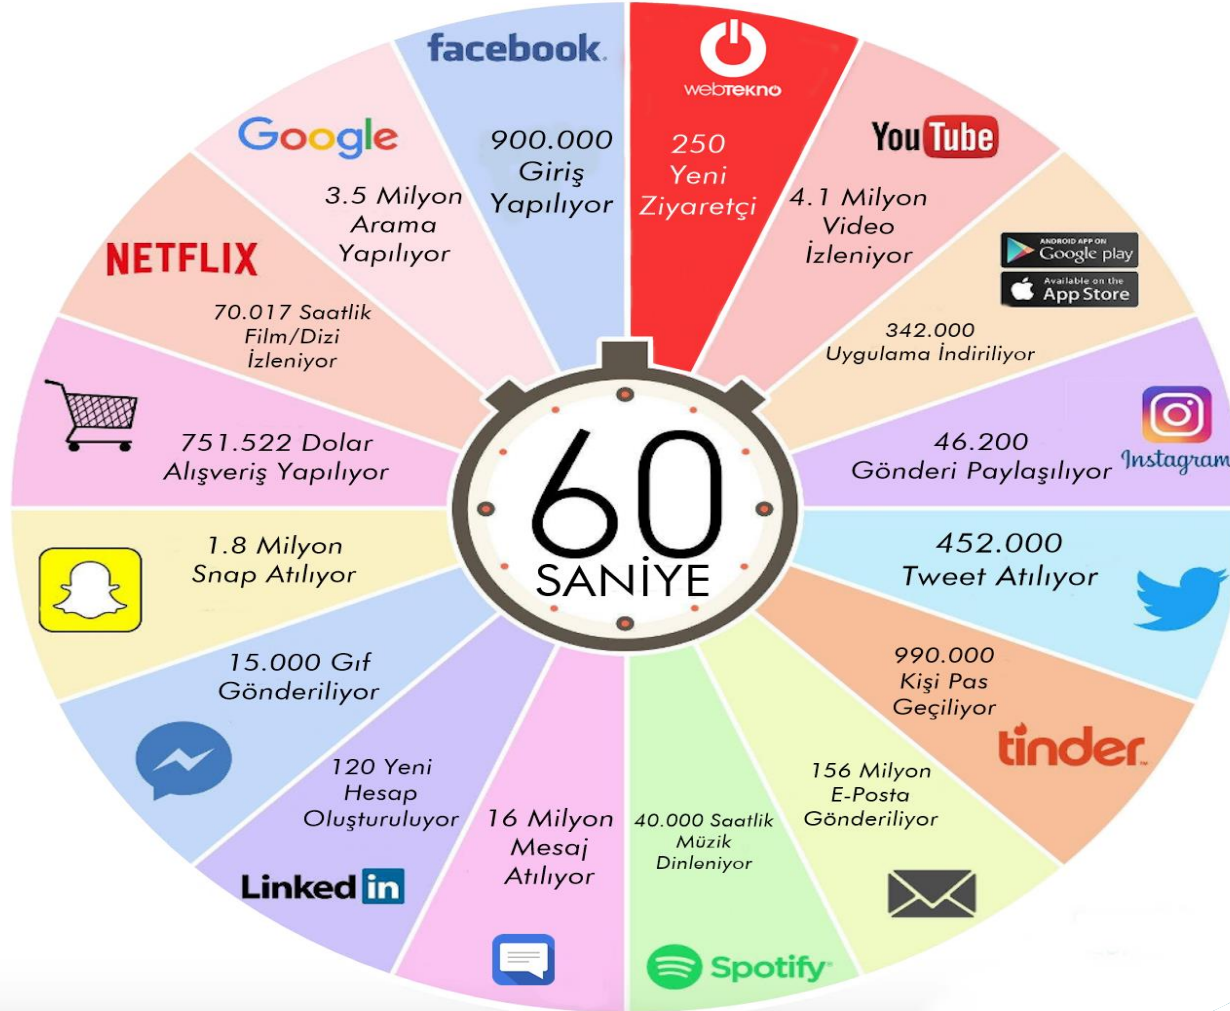 facebook.
900.000
Giriş
Yapılıyor
webTEKNO
250
Yeni
Ziyaretçi
YouTube
4.1 Milyon
Video
İzleniyor
ANDROID APP ON
Google play
Available on the
App Store
342.000
Uygulama İndiriliyor
Instagram
46.200
Gönderi Paylaşılıyor
452.000
Tweet Atılıyor
990.000
Kişi Pas
Geçiliyor
tinder
156 Milyon
E-Posta
Gönderiliyor
40.000 Saatlik
Müzik
Dinleniyor
Spotify
16 Milyon
Mesaj
Atılıyor
120 Yeni
Hesap
Oluşturuluyor
Linked in
15.000 Gıf
Gönderiliyor
1.8 Milyon
Snap Atılıyor
751.522 Dolar
Alışveriş Yapılıyor
NETFLIX
70.017 Saatlik
Film/Dizi
İzleniyor
Google
3.5 Milyon
Arama
Yapılıyor
60
SANİYE